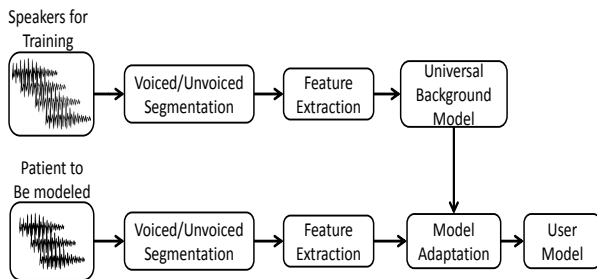 Speakers for
Training
Voiced/Unvoiced
Segmentation
Feature
Extraction
Universal
Background
Model
Patient to
Be modeled
Voiced/Unvoiced
Segmentation
Feature
Extraction
Model
Adaptation
User
Model